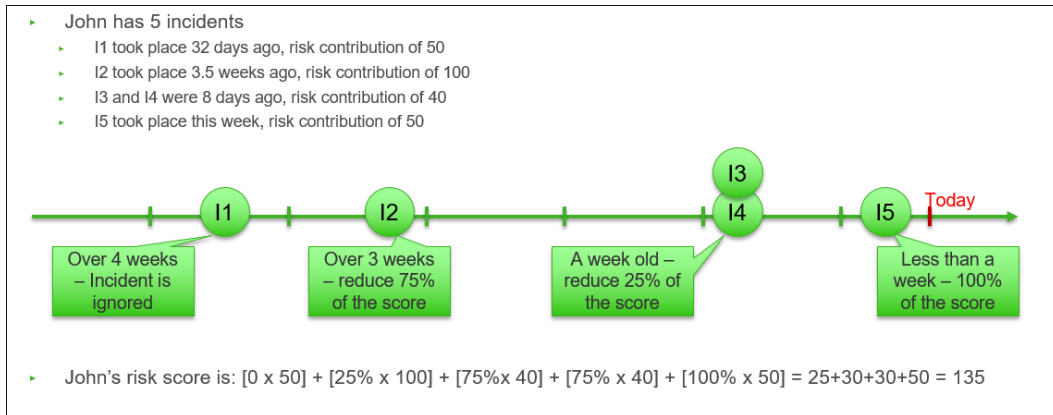 John has 5 incidents
I1 took place 32 days ago, risk contribution of 50
I2 took place 3.5 weeks ago, risk contribution of 100
I3 and I4 were 8 days ago, risk contribution of 40
I5 took place this week, risk contribution of 50
I1
I2
I3
I4
I5
Today
Over 4 weeks
– Incident is
ignored
Over 3 weeks
– reduce 75%
of the score
A week old –
reduce 25% of
the score
Less than a
week – 100%
of the score
John's risk score is: [0 x 50] + [25% x 100] + [75%x 40] + [75% x 40] + [100% x 50] = 25+30+30+50 = 135